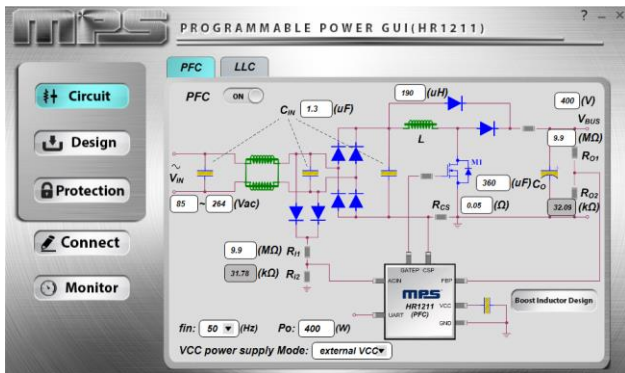 MPS PROGRAMMABLE POWER GUI(HR1211) ? – ×
PFC LLC
Circuit
Design
Protection
Connect
Monitor
PFC ON
CIN 1.3 (uF)
190 (uH)
L
400 (V)
VBUS
9.9 (MΩ)
RO1
M1
360 (uF) CO
RO2
32.09 (kΩ)
RCS 0.05 (Ω)
~
VIN
85 ~ 264 (Vac)
9.9 (MΩ) RI1
31.78 (kΩ) RI2
GATEP CSP
ACIN FBP
MPS
HR1211
(PFC)
VCC
UART
GND
Boost Inductor Design
fin: 50 (Hz) Po: 400 (W)
VCC power supply Mode: external VCC